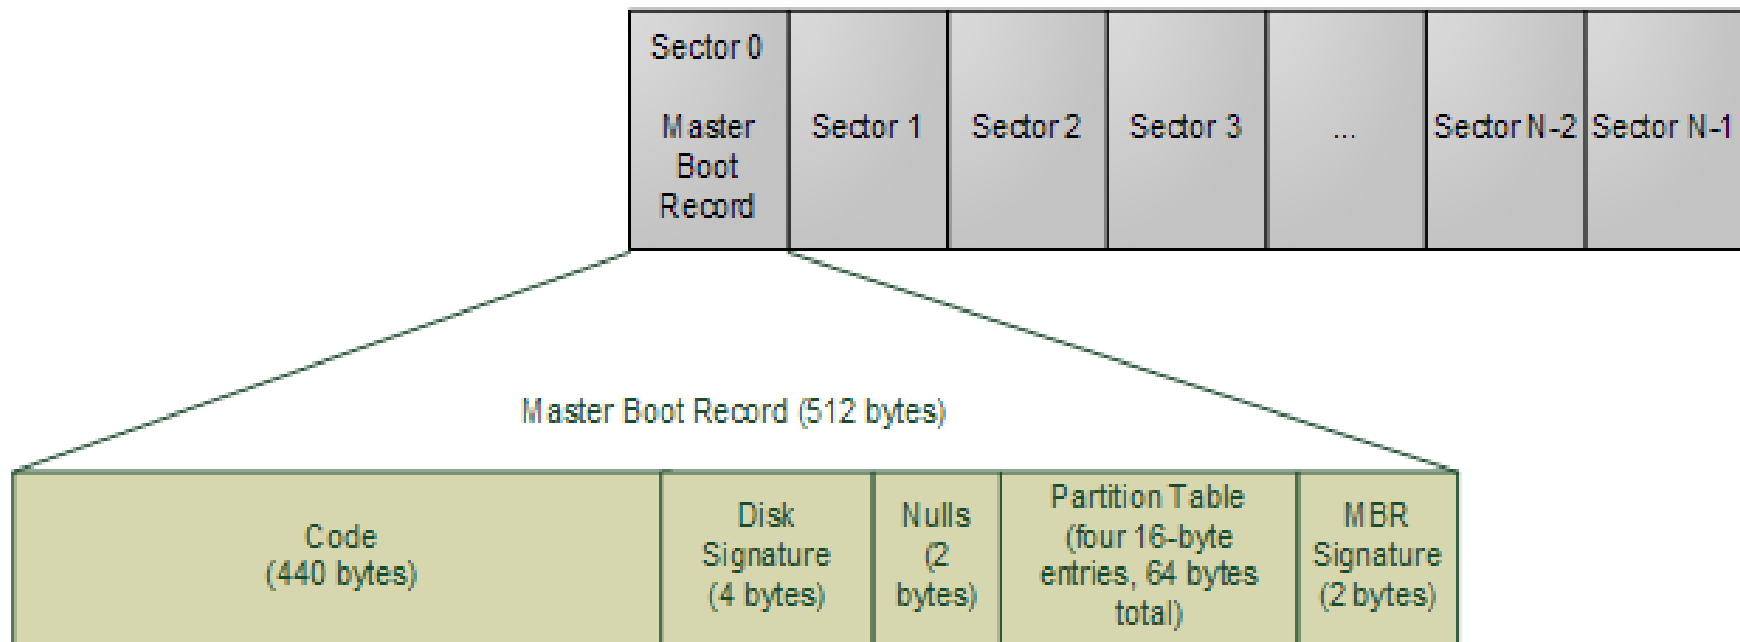 Sector 0
Master
Boot
Record
Sector 1
Sector 2
Sector 3
...
Sector N-2
Sector N-1
Master Boot Record (512 bytes)
Code
(440 bytes)
Disk
Signature
(4 bytes)
Nulls
(2
bytes)
Partition Table
(four 16-byte
entries, 64 bytes
total)
MBR
Signature
(2 bytes)